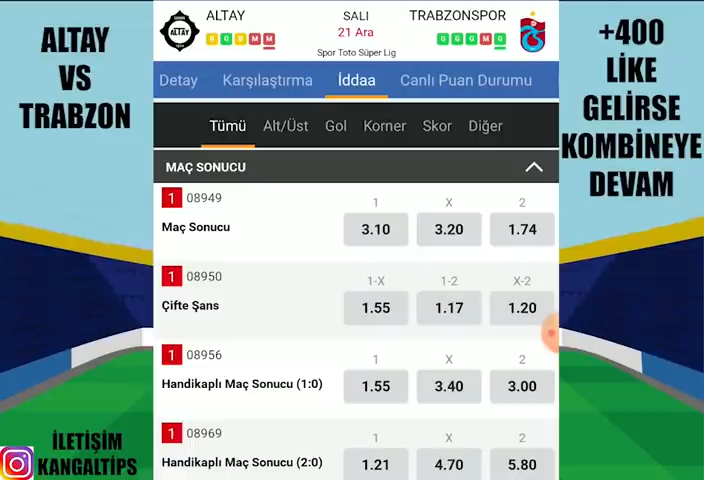 ALTAY
VS
TRABZON
ALTAY
SALI
TRABZONSPOR
B G B M M
21 Ara
G G G M G
Spor Toto Süper Lig
Detay Karşılaştırma İddaa Canlı Puan Durumu
Tümü Alt/Üst Gol Korner Skor Diğer
MAÇ SONUCU
1 08949
1 X 2
Maç Sonucu 3.10 3.20 1.74
1 08950
1-X 1-2 X-2
Çifte Şans 1.55 1.17 1.20
1 08956
1 X 2
Handikaplı Maç Sonucu (1:0) 1.55 3.40 3.00
1 08969
1 X 2
Handikaplı Maç Sonucu (2:0) 1.21 4.70 5.80
+400
LİKE
GELİRSE
KOMBİNEYE
DEVAM
İLETİŞİM
KANGALTİPS